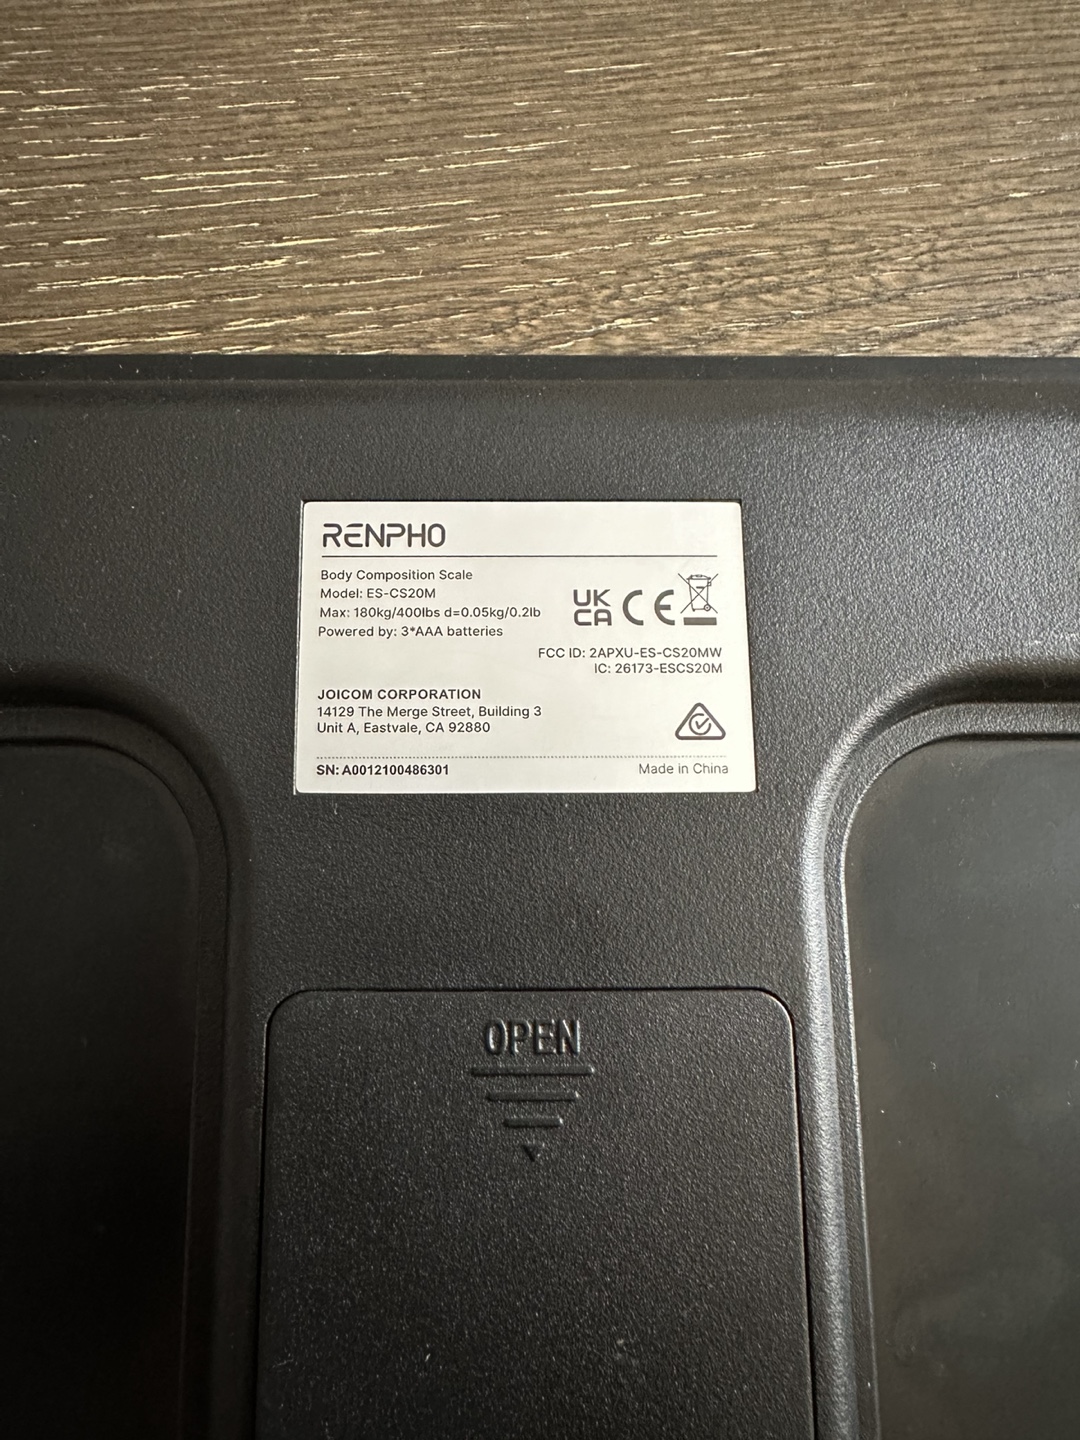 RENPHO
Body Composition Scale
Model: ES-CS20M
Max: 180kg/400lbs d=0.05kg/0.2lb
Powered by: 3*AAA batteries
UK
CA CE
FCC ID: 2APXU-ES-CS20MW
IC: 26173-ESCS20M
JOICOM CORPORATION
14129 The Merge Street, Building 3
Unit A, Eastvale, CA 92880
SN: A0012100486301
Made in China
OPEN